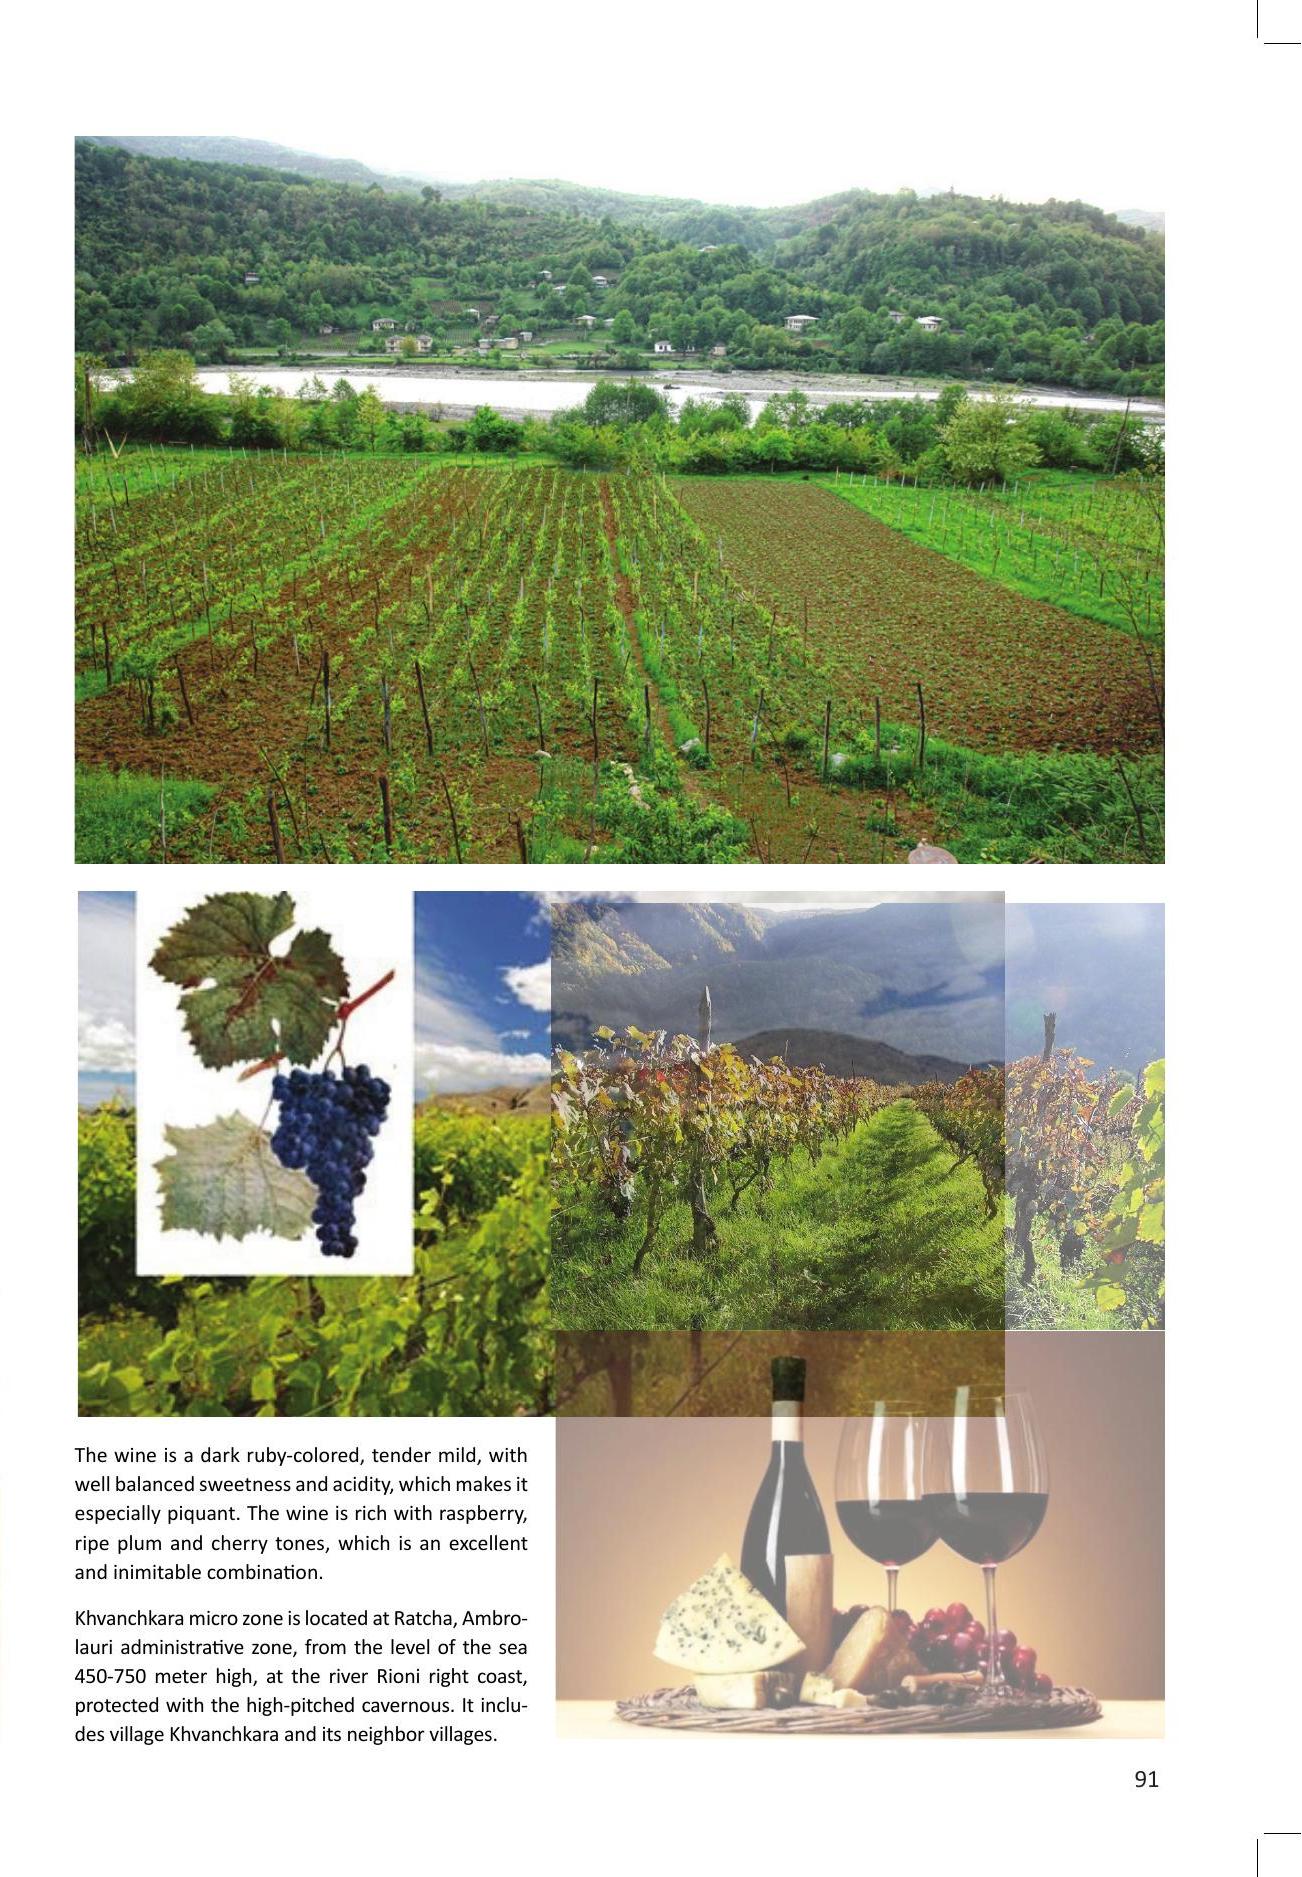 The wine is a dark ruby-colored, tender mild, with
well balanced sweetness and acidity, which makes it
especially piquant. The wine is rich with raspberry,
ripe plum and cherry tones, which is an excellent
and inimitable combination.
Khvanchkara micro zone is located at Ratcha, Ambro-
lauri administrative zone, from the level of the sea
450-750 meter high, at the river Rioni right coast,
protected with the high-pitched cavernous. It inclu-
des village Khvanchkara and its neighbor villages.
91